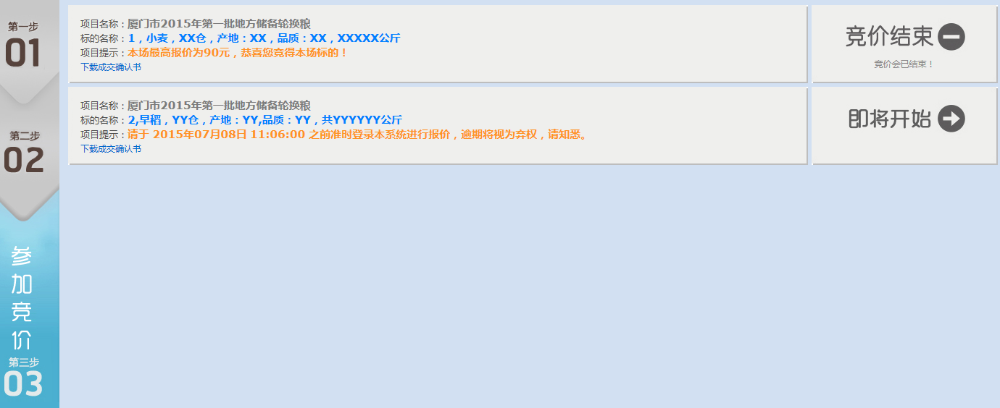 第一步
01
第二步
02
参
加
竞
价
第三步
03
项目名称：厦门市2015年第一批地方储备轮换粮
标的名称：1，小麦，XX仓，产地：XX，品质：XX，XXXXX公斤
项目提示：本场最高报价为90元，恭喜您竞得本场标的！
下载成交确认书
竞价结束
竞价会已结束！
项目名称：厦门市2015年第一批地方储备轮换粮
标的名称：2,早稻，YY仓，产地：YY,品质：YY，共YYYYYY公斤
项目提示：请于 2015年07月08日 11:06:00 之前准时登录本系统进行报价，逾期将视为弃权，请知悉。
下载成交确认书
即将开始